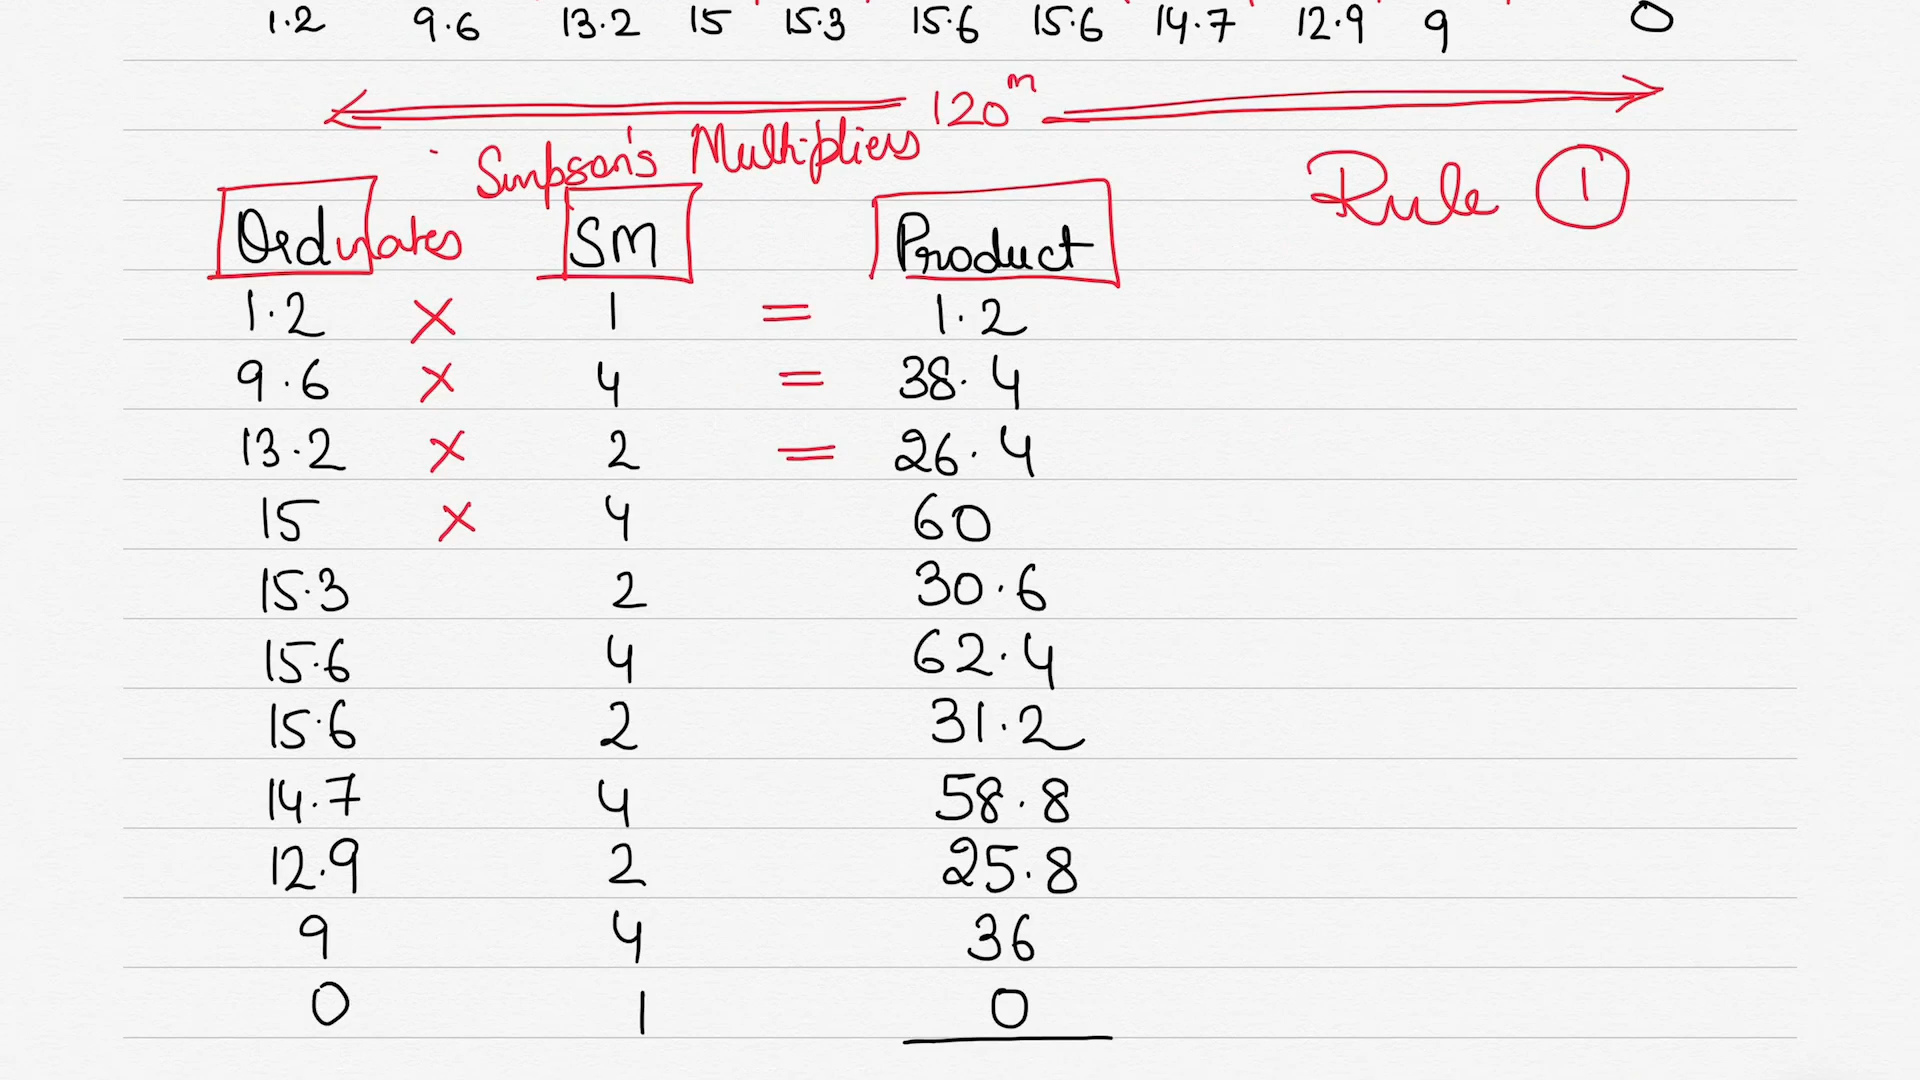 1.2 9.6 13.2 15 15.3 15.6 15.6 14.7 12.9 9 0
120m
Simpson's Multipliers
Rule 1
Ordinates SM Product
1.2 × 1 = 1.2
9.6 × 4 = 38.4
13.2 × 2 = 26.4
15 × 4 60
15.3 2 30.6
15.6 4 62.4
15.6 2 31.2
14.7 4 58.8
12.9 2 25.8
9 4 36
0 1 0